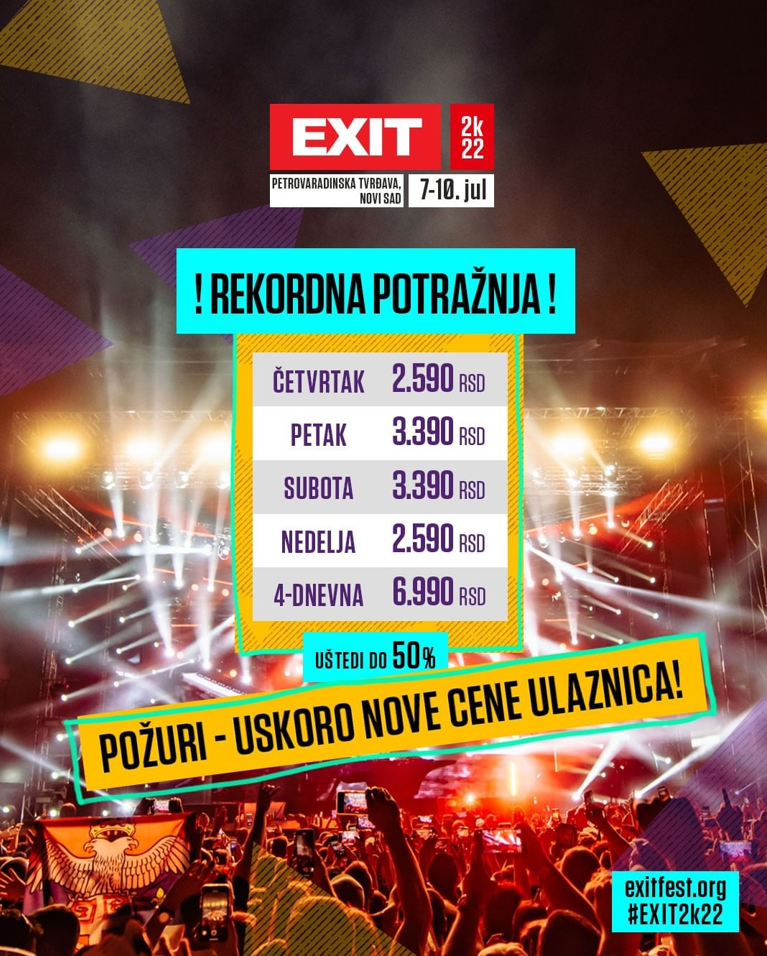 EXIT
2k
22
PETROVARADINSKA TVRĐAVA,
NOVI SAD
7-10. jul
! REKORDNA POTRAŽNJA !
ČETVRTAK 2.590 RSD
PETAK 3.390 RSD
SUBOTA 3.390 RSD
NEDELJA 2.590 RSD
4-DNEVNA 6.990 RSD
UŠTEDI DO 50%
POŽURI - USKORO NOVE CENE ULAZNICA!
exitfest.org
#EXIT2k22